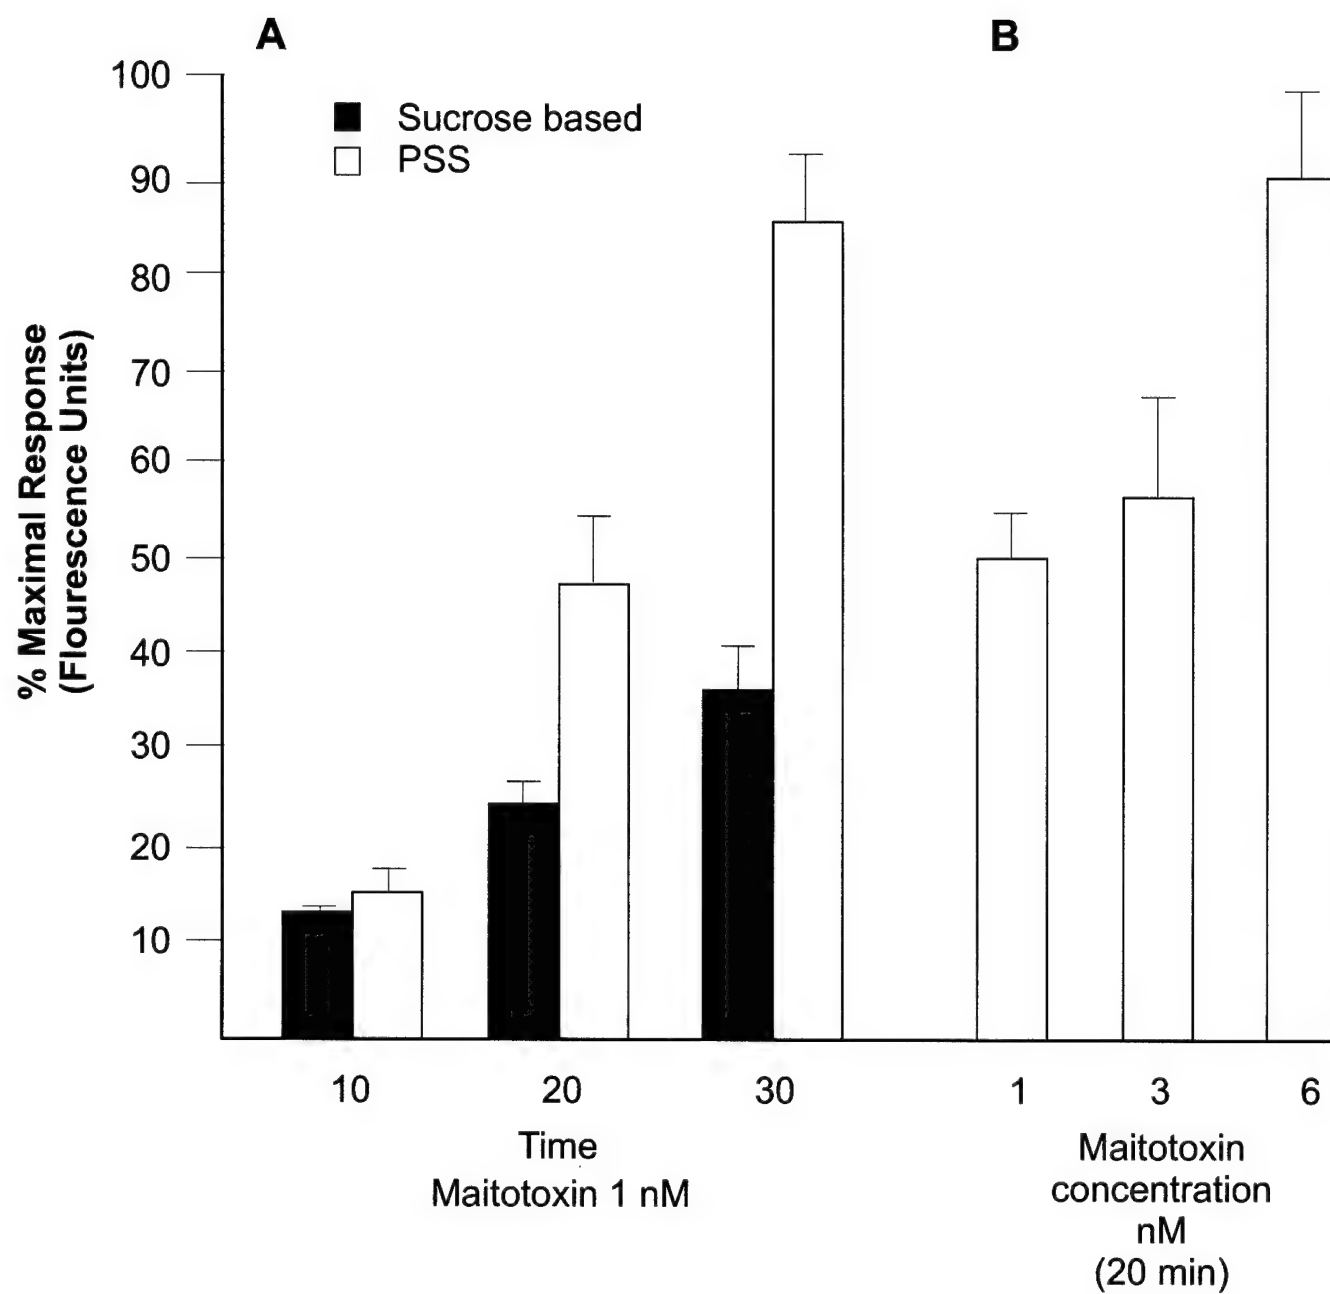 A
B
Sucrose based
PSS
100
90
80
70
60
50
40
30
20
10
% Maximal Response
(Flourescence Units)
10 20 30
Time
Maitotoxin 1 nM
1 3 6
Maitotoxin
concentration
nM
(20 min)